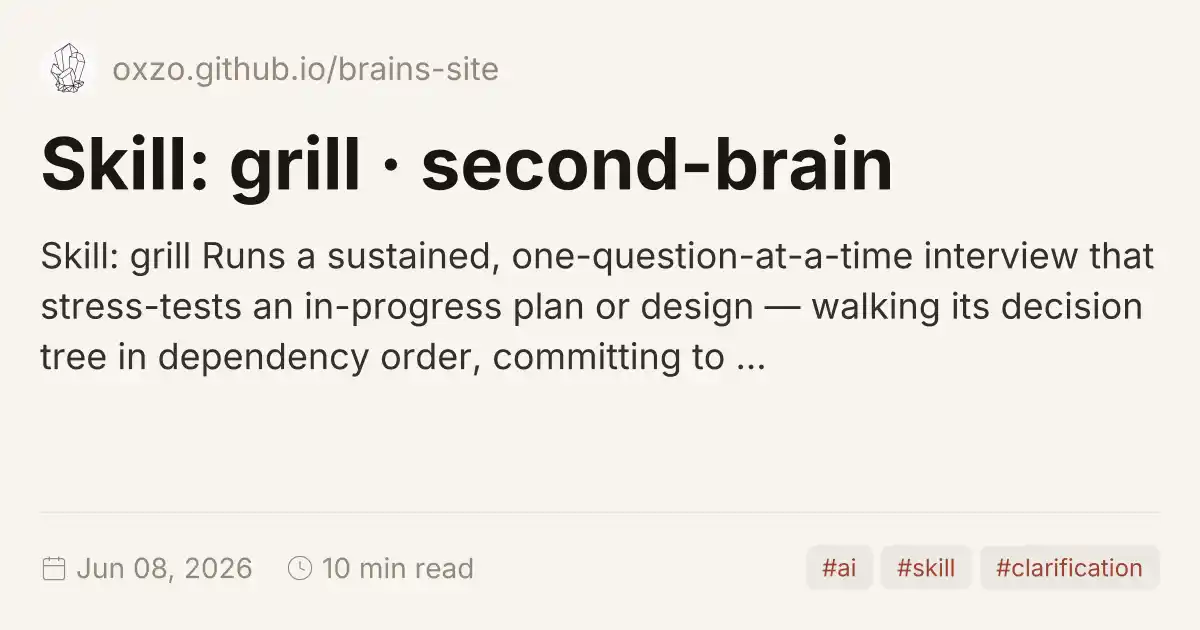 oxzo.github.io/brains-site
Skill: grill · second-brain
Skill: grill Runs a sustained, one-question-at-a-time interview that
stress-tests an in-progress plan or design — walking its decision
tree in dependency order, committing to ...
Jun 08, 2026 10 min read #ai #skill #clarification